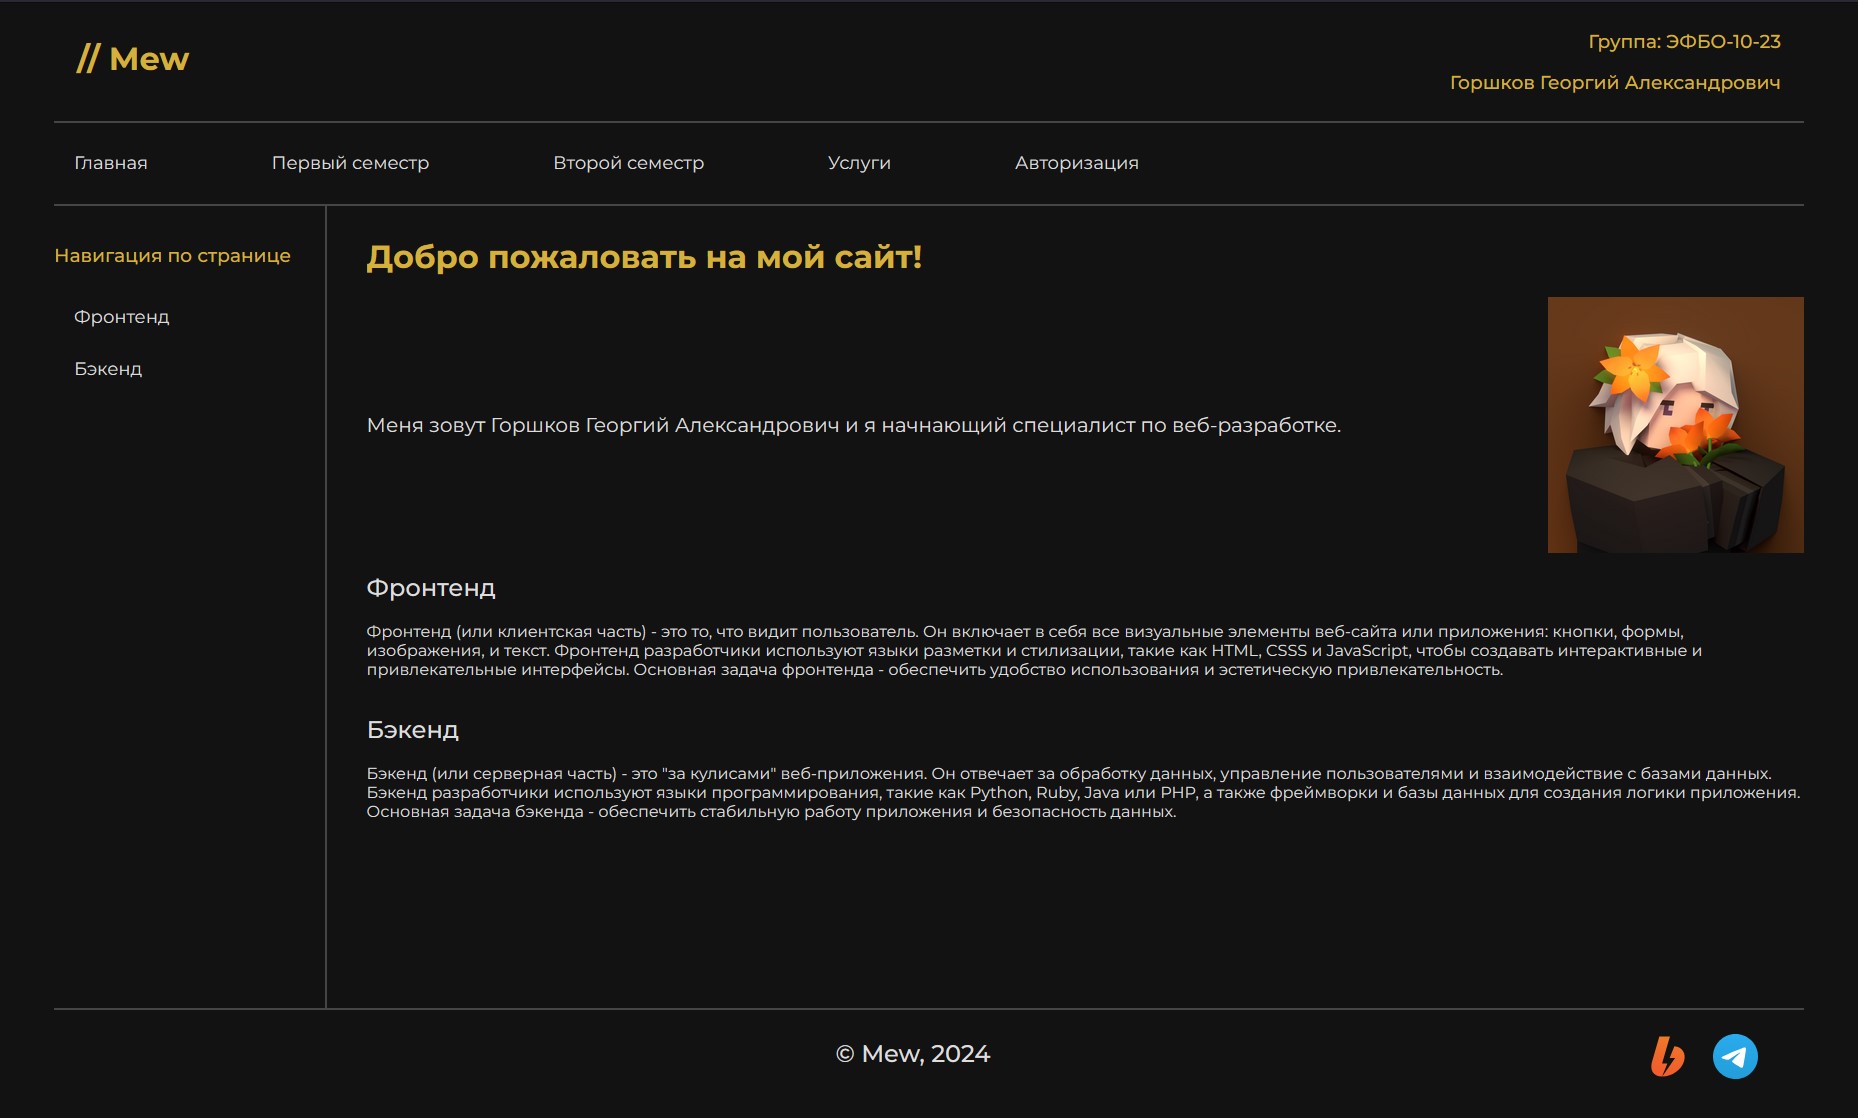 // Mew
Группа: ЭФБО-10-23
Горшков Георгий Александрович
Главная
Первый семестр
Второй семестр
Услуги
Авторизация
Навигация по странице
Фронтенд
Бэкенд
Добро пожаловать на мой сайт!
Меня зовут Горшков Георгий Александрович и я начнающий специалист по веб-разработке.
Фронтенд
Фронтенд (или клиентская часть) - это то, что видит пользователь. Он включает в себя все визуальные элементы веб-сайта или приложения: кнопки, формы,
изображения, и текст. Фронтенд разработчики используют языки разметки и стилизации, такие как HTML, CSSS и JavaScript, чтобы создавать интерактивные и
привлекательные интерфейсы. Основная задача фронтенда - обеспечить удобство использования и эстетическую привлекательность.
Бэкенд
Бэкенд (или серверная часть) - это "за кулисами" веб-приложения. Он отвечает за обработку данных, управление пользователями и взаимодействие с базами данных.
Бэкенд разработчики используют языки программирования, такие как Python, Ruby, Java или PHP, а также фреймворки и базы данных для создания логики приложения.
Основная задача бэкенда - обеспечить стабильную работу приложения и безопасность данных.
© Mew, 2024